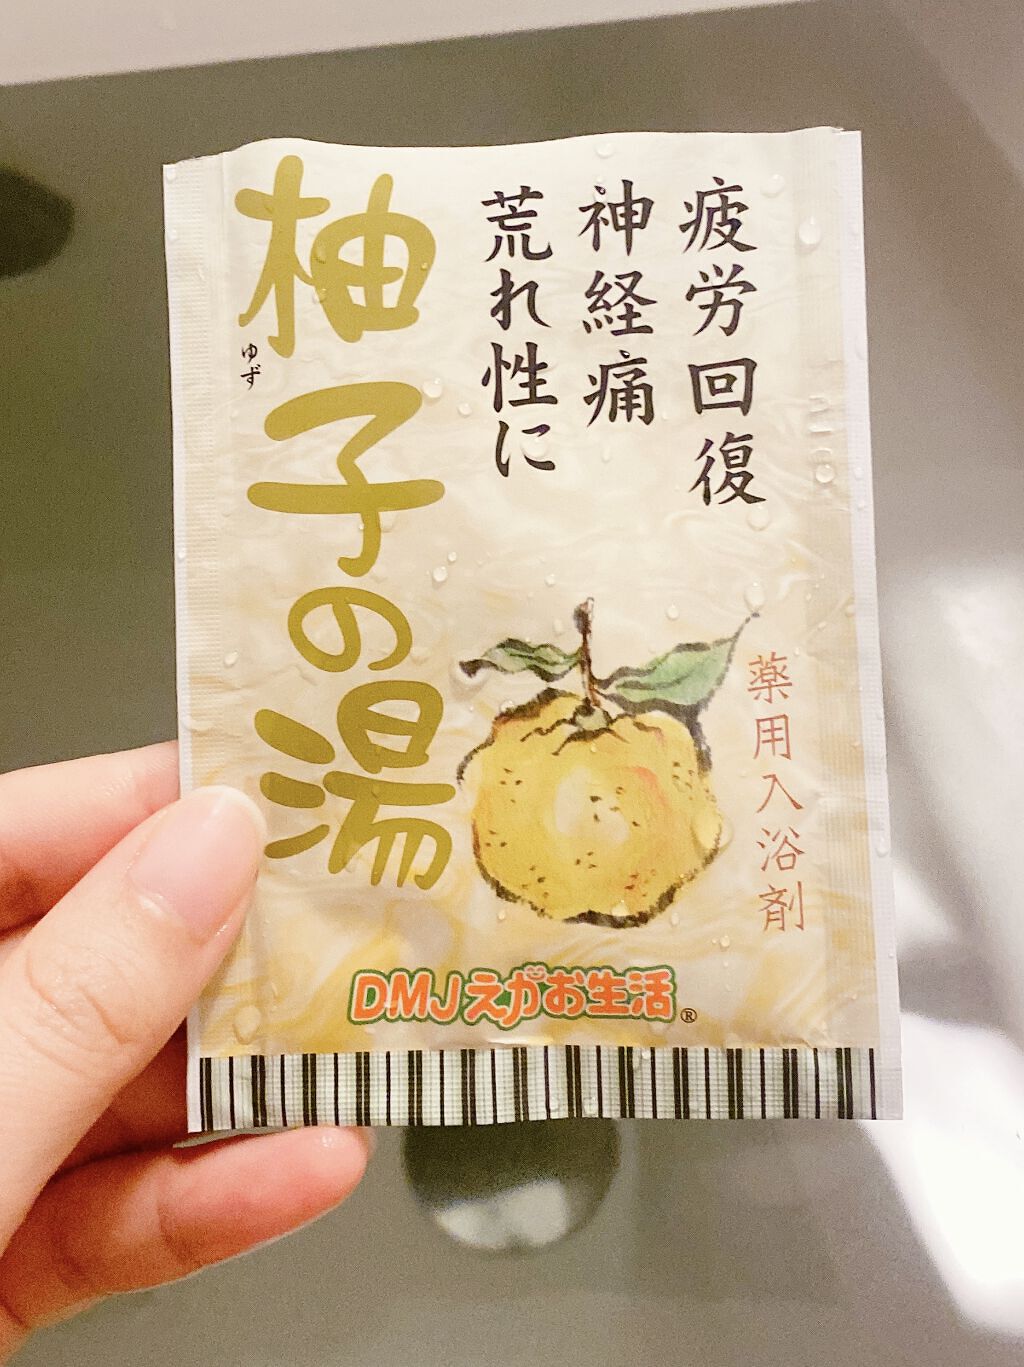 疲労回復
神経痛
荒れ性に
柚子の湯
ゆず
薬用入浴剤
DMJえがお生活®